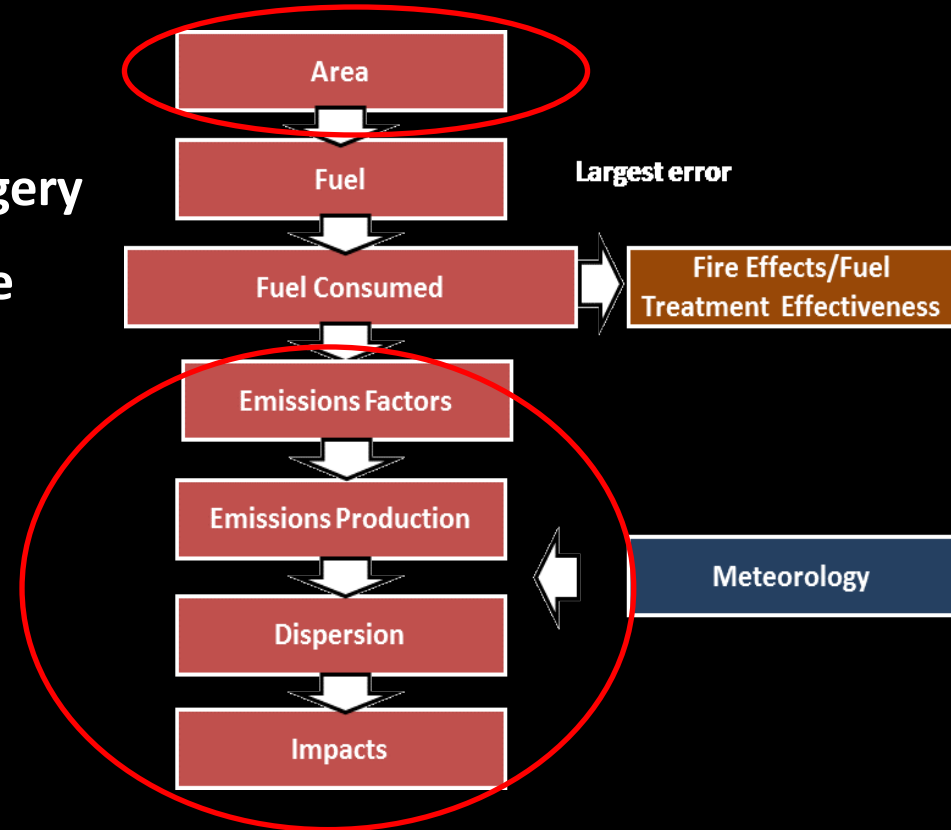 Area
gery
Fuel
Largest error
e
Fuel Consumed
Fire Effects/Fuel
Treatment Effectiveness
Emissions Factors
Emissions Production
Meteorology
Dispersion
Impacts